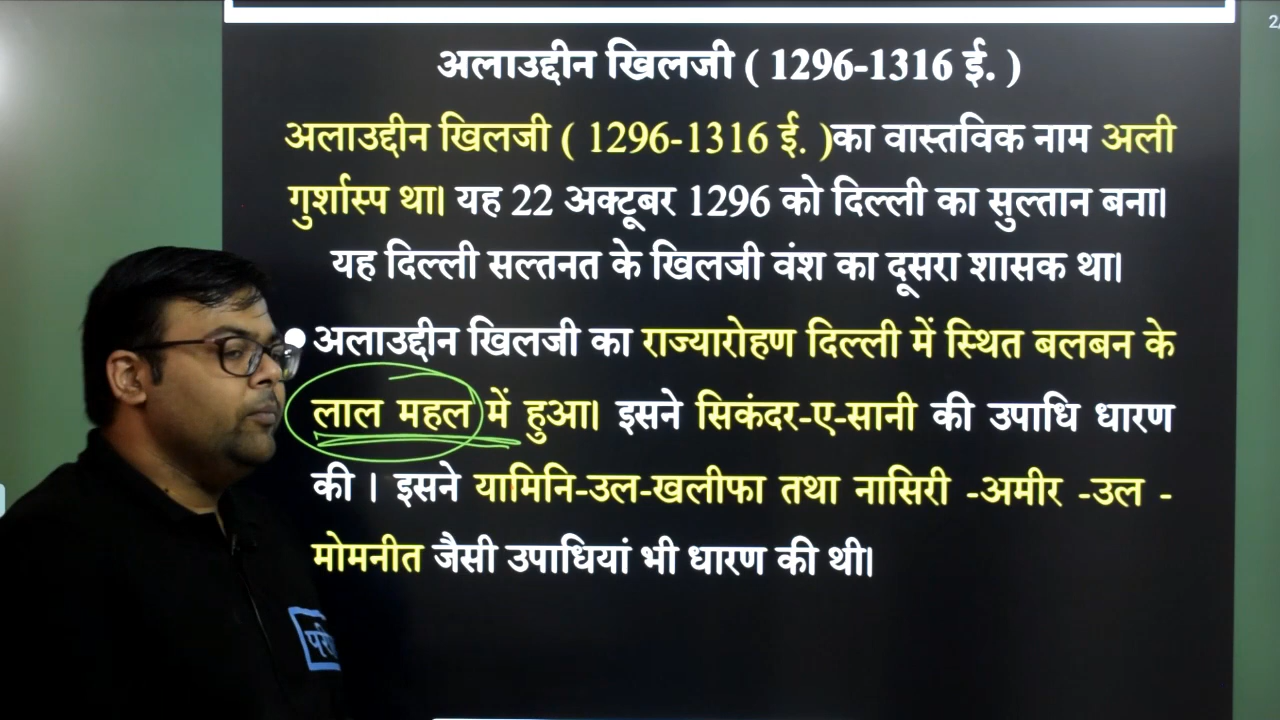 अलाउद्दीन खिलजी ( 1296-1316 ई. )
अलाउद्दीन खिलजी ( 1296-1316 ई. )का वास्तविक नाम अली
गुर्शास्प था। यह 22 अक्टूबर 1296 को दिल्ली का सुल्तान बना।
यह दिल्ली सल्तनत के खिलजी वंश का दूसरा शासक था।
• अलाउद्दीन खिलजी का राज्यारोहण दिल्ली में स्थित बलबन के
लाल महल में हुआ। इसने सिकंदर-ए-सानी की उपाधि धारण
की । इसने यामिनि-उल-खलीफा तथा नासिरी -अमीर -उल -
मोमनीत जैसी उपाधियां भी धारण की थी।